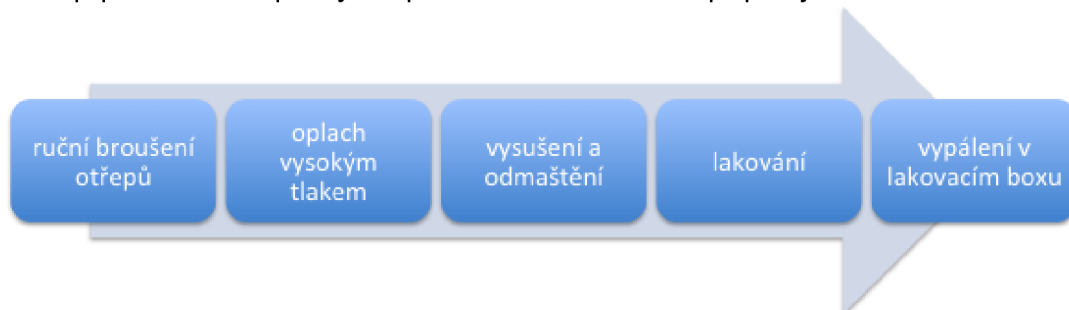 ruční broušení
otřepů
oplach
vysokým
tlakem
vysušení a
odmaštění
lakování
vypálení v
lakovacím boxu